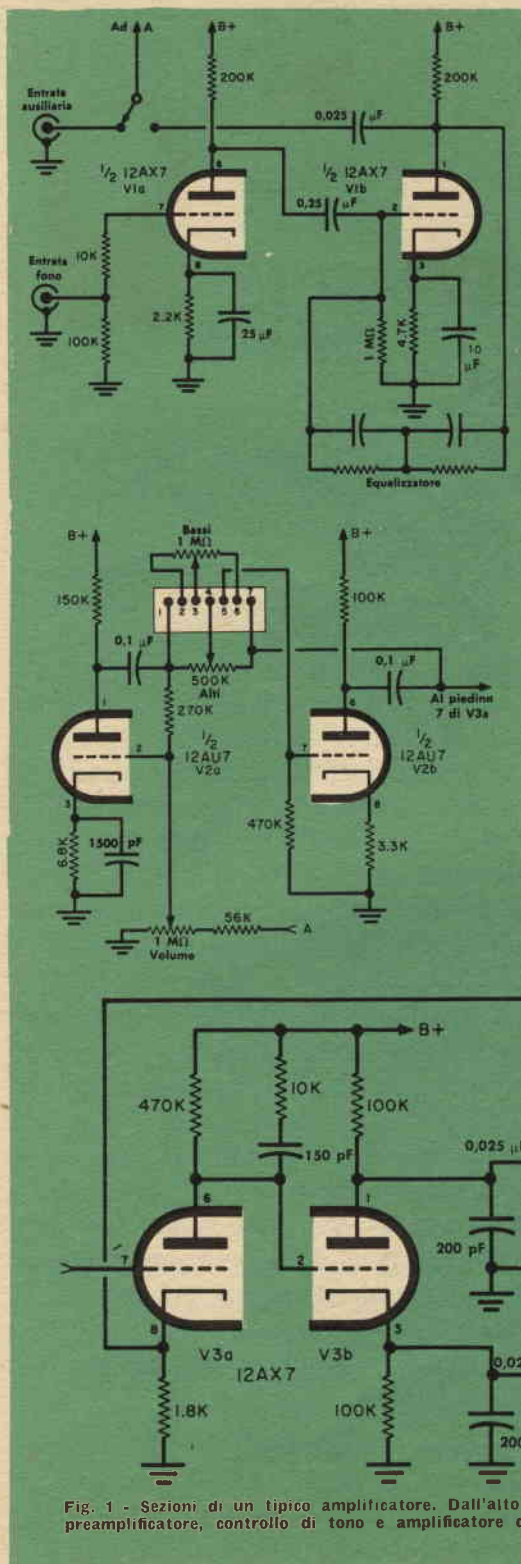 Ad A
B+
B+
Entrata
ausiliaria
200K
200K
0,025 µF
½ 12AX7
V1a
½ 12AX7
V1b
6
1
0,25
µF
7
2
10K
Entrata
fono
8
3
100K
2.2K
25 µF
1 MΩ
4.7K
10
µF
Equalizzatore
B+
Bassi
1 MΩ
B+
150K
1 2 3 4 5 6 7
100K
0,1 µF
0,1 µF
500K
Alti
Al piedino
7 di V3a
270K
1
6
½
12AU7
V2a
½
12AU7
V2b
2
7
3
8
6.8K
1500 pF
470K
3.3K
56K
A
1 MΩ
Volume
B+
470K
10K
100K
150 pF
0,025 µF
6
1
200 pF
7
2
8
3
V3a
V3b
12AX7
1.8K
100K
Fig. 1 - Sezioni di un tipico amplificatore. Dall'alto
preamplificatore, controllo di tono e amplificatore